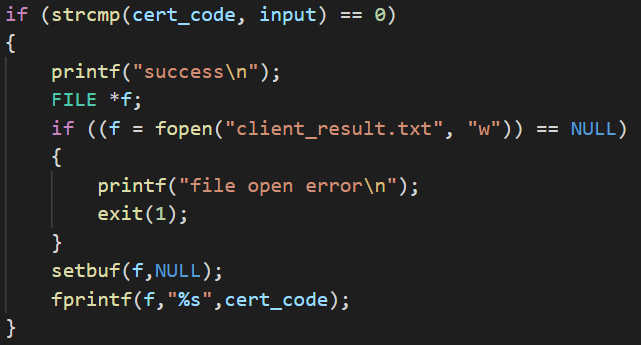 if (strcmp(cert_code, input) == 0)
{
    printf("success\n");
    FILE *f;
    if ((f = fopen("client_result.txt", "w")) == NULL)
    {
        printf("file open error\n");
        exit(1);
    }
    setbuf(f,NULL);
    fprintf(f,"%s",cert_code);
}